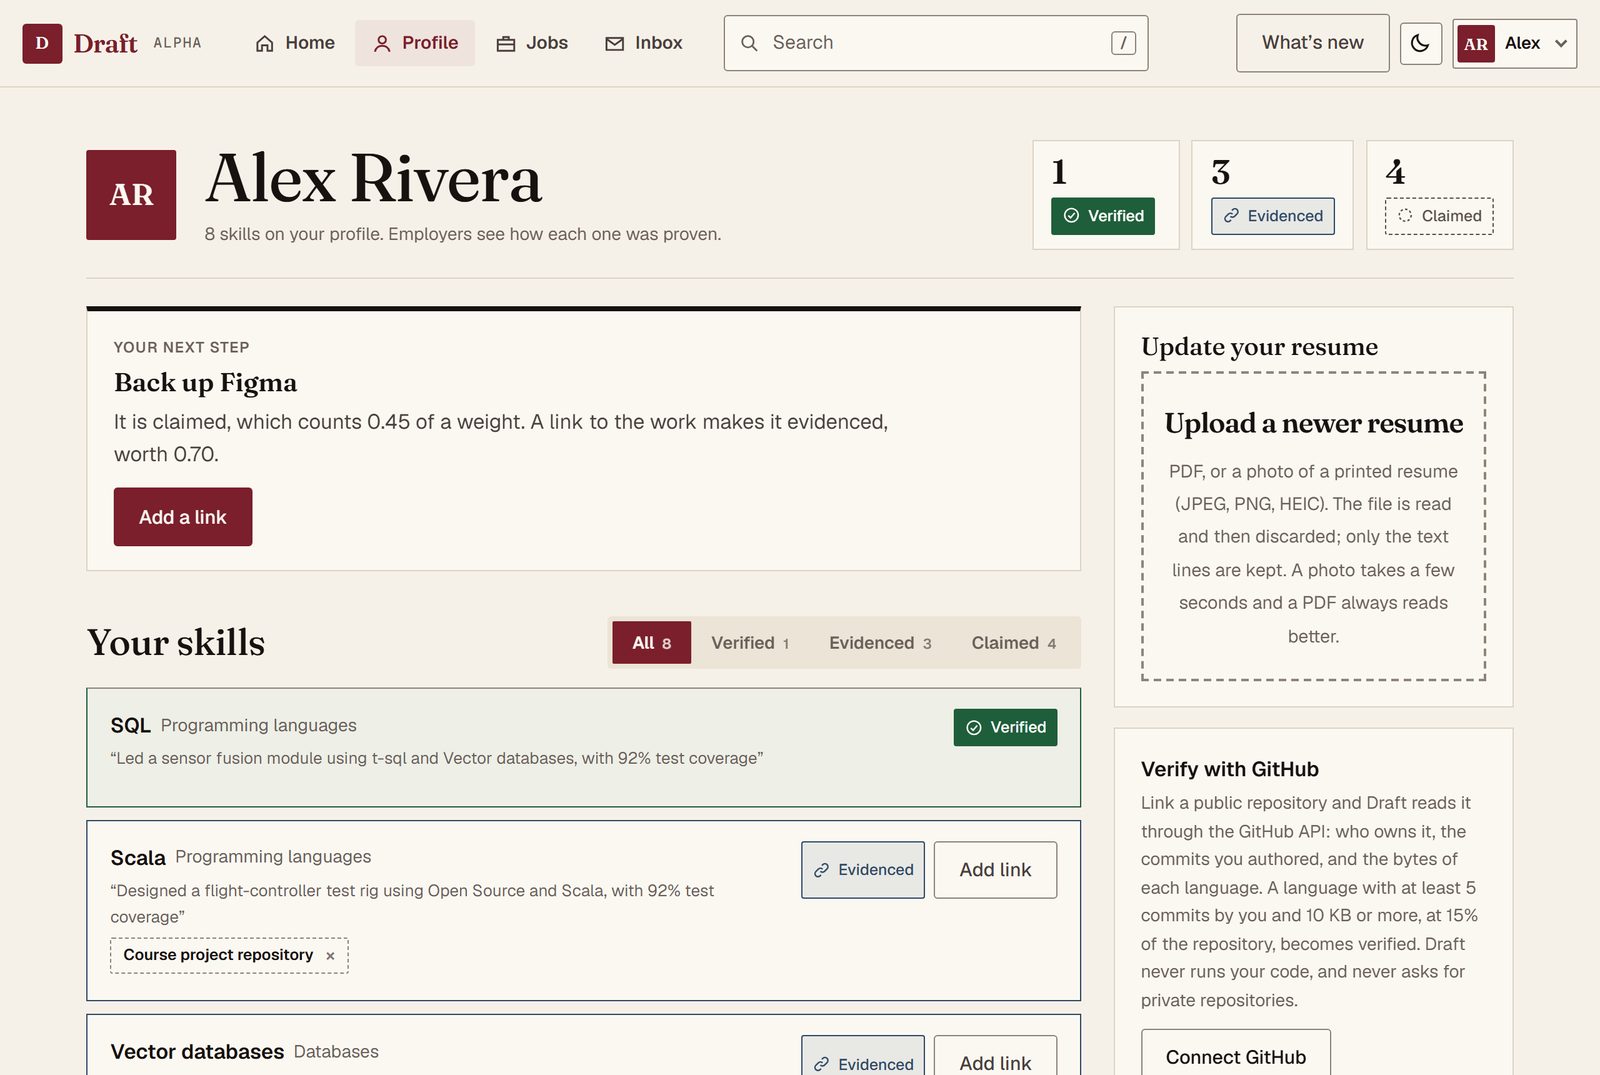 D Draft ALPHA Home Profile Jobs Inbox Search / What's new AR Alex
AR
Alex Rivera
8 skills on your profile. Employers see how each one was proven.
1
Verified
3
Evidenced
4
Claimed
YOUR NEXT STEP
Back up Figma
It is claimed, which counts 0.45 of a weight. A link to the work makes it evidenced,
worth 0.70.
Add a link
Your skills
All 8 Verified 1 Evidenced 3 Claimed 4
SQL Programming languages
Verified
“Led a sensor fusion module using t-sql and Vector databases, with 92% test coverage”
Scala Programming languages
Evidenced Add link
“Designed a flight-controller test rig using Open Source and Scala, with 92% test
coverage”
Course project repository ×
Vector databases Databases
Evidenced Add link
Update your resume
Upload a newer resume
PDF, or a photo of a printed resume
(JPEG, PNG, HEIC). The file is read
and then discarded; only the text
lines are kept. A photo takes a few
seconds and a PDF always reads
better.
Verify with GitHub
Link a public repository and Draft reads it
through the GitHub API: who owns it, the
commits you authored, and the bytes of
each language. A language with at least 5
commits by you and 10 KB or more, at 15%
of the repository, becomes verified. Draft
never runs your code, and never asks for
private repositories.
Connect GitHub